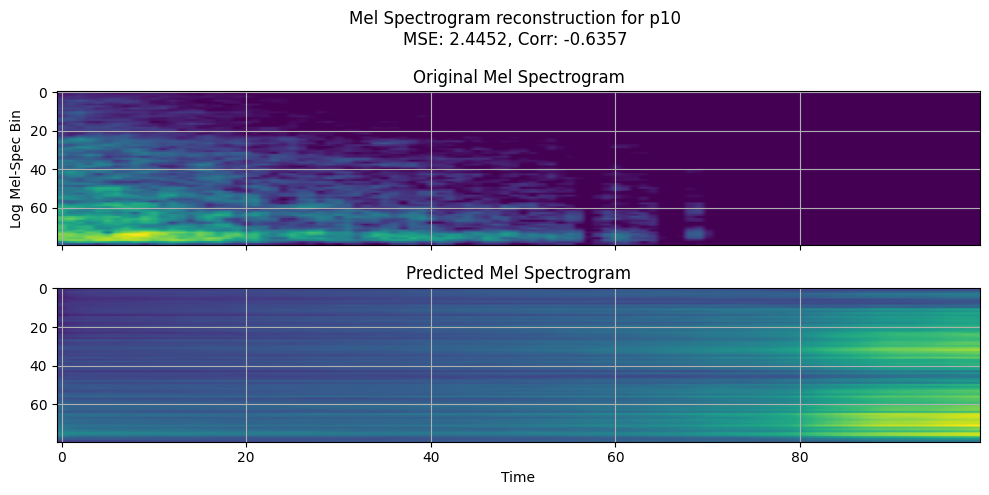 Mel Spectrogram reconstruction for p10
MSE: 2.4452, Corr: -0.6357
Original Mel Spectrogram
Log Mel-Spec Bin
0
20
40
60
Predicted Mel Spectrogram
0
20
40
60
0 20 40 60 80
Time